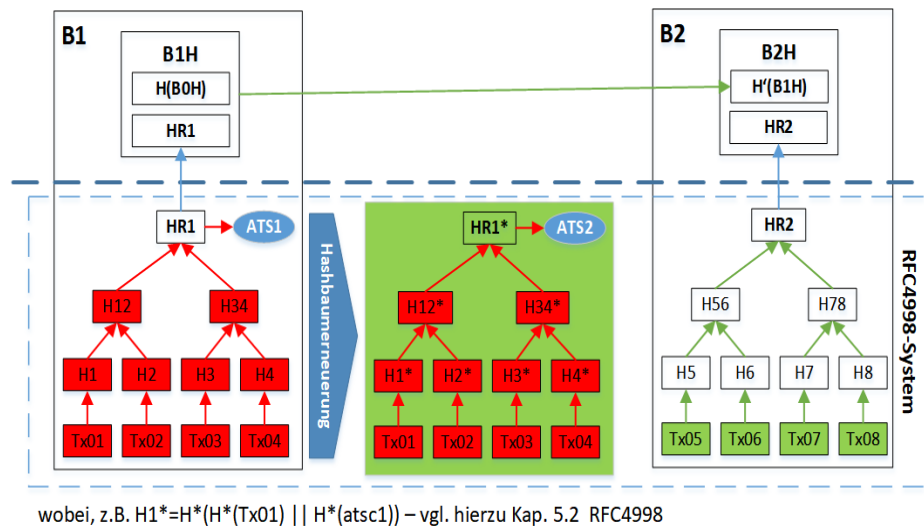 B1
B1H
H(B0H)
HR1
B2
B2H
H‘(B1H)
HR2
HR1
ATS1
HR1*
ATS2
HR2
Hashbaumerneuerung
RFC4998-System
H12
H34
H12*
H34*
H56
H78
H1
H2
H3
H4
H1*
H2*
H3*
H4*
H5
H6
H7
H8
Tx01
Tx02
Tx03
Tx04
Tx01
Tx02
Tx03
Tx04
Tx05
Tx06
Tx07
Tx08
wobei, z.B. H1*=H*(H*(Tx01) || H*(atsc1)) – vgl. hierzu Kap. 5.2 RFC4998